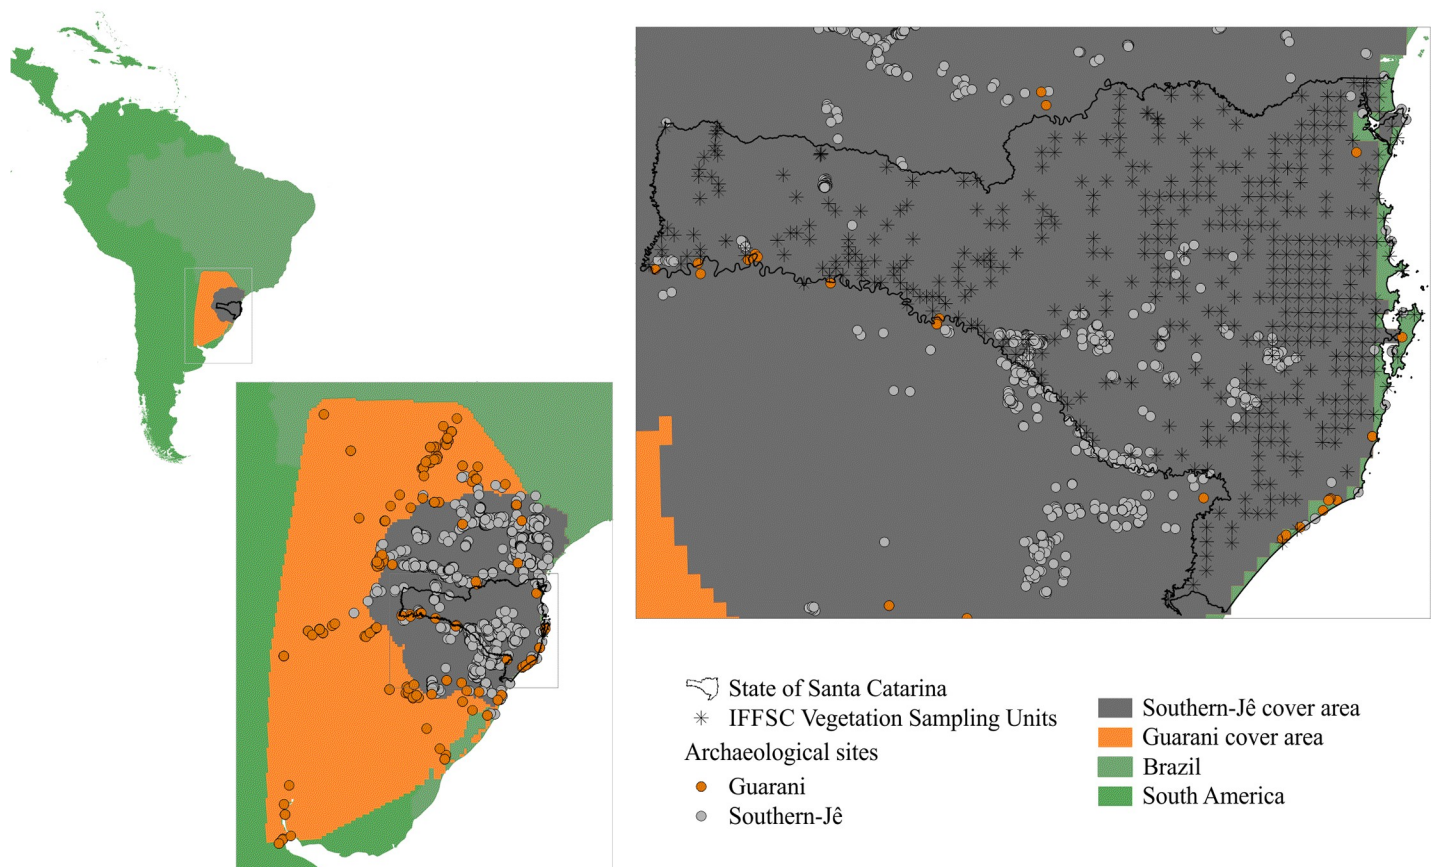 State of Santa Catarina
IFFSC Vegetation Sampling Units
Archaeological sites
Guarani
Southern-Jê
Southern-Jê cover area
Guarani cover area
Brazil
South America